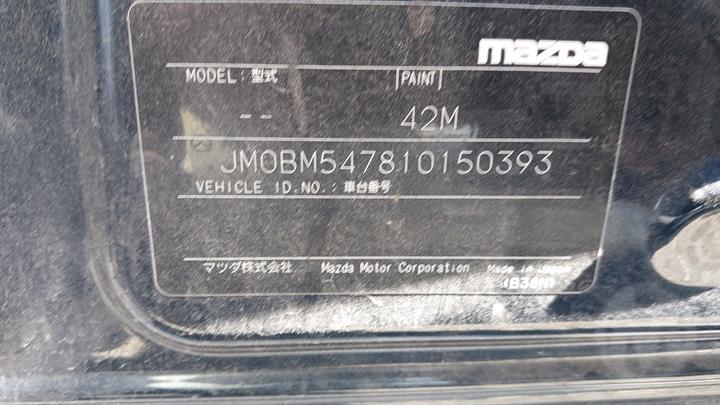 mazda
MODEL:型式 PAINT
-- 42M
JM0BM547810150393
VEHICLE ID.NO.:車台番号
マツダ株式会社 Mazda Motor Corporation Made in Japan